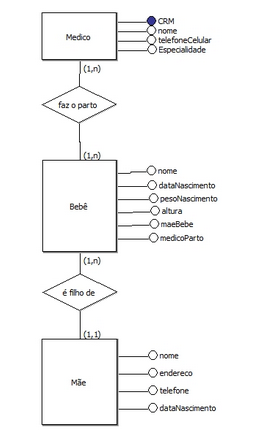 Medico
CRM
nome
telefoneCelular
Especialidade
(1,n)
faz o parto
(1,n)
Bebê
nome
dataNascimento
pesoNascimento
altura
maeBebe
medicoParto
(1,n)
é filho de
(1,1)
Mãe
nome
endereco
telefone
dataNascimento